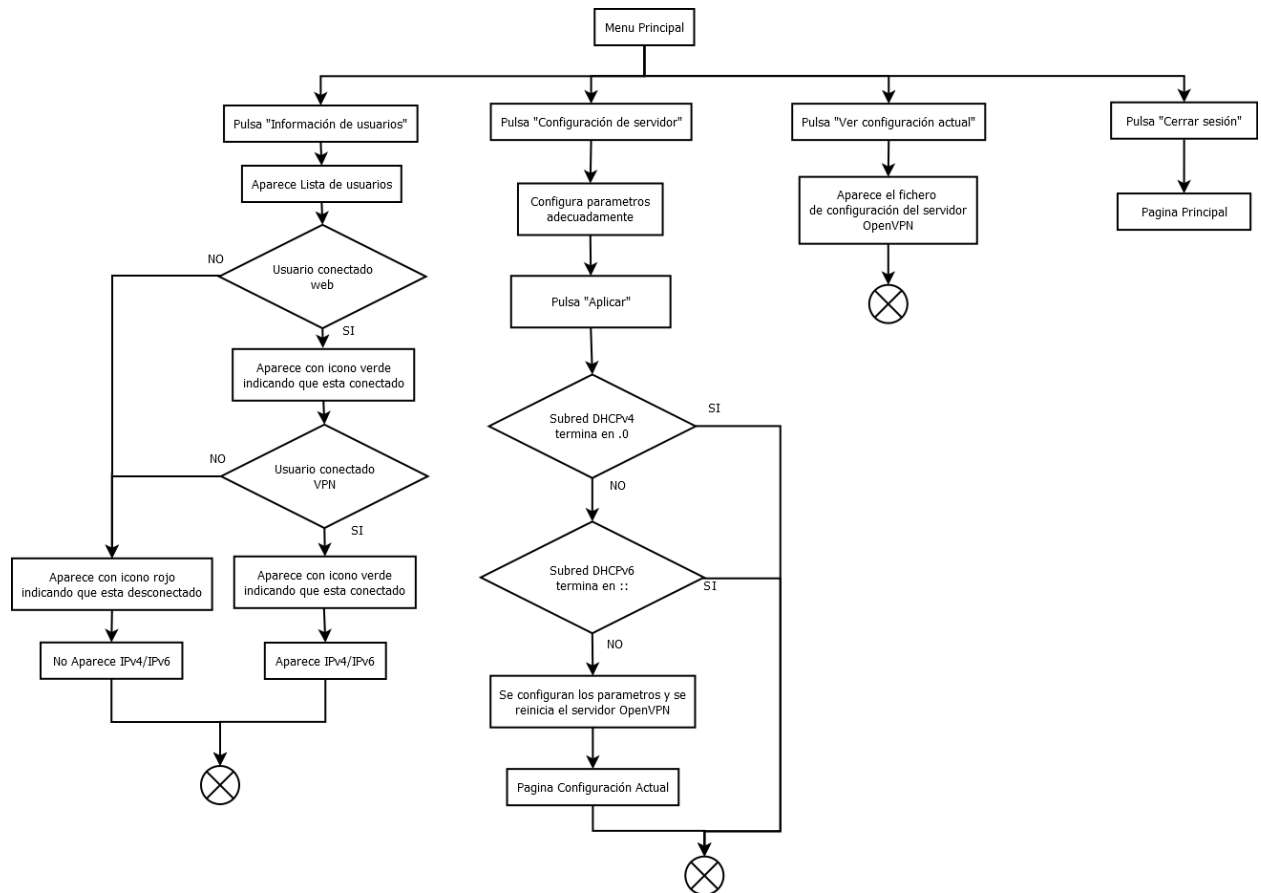 Menu Principal
Pulsa "Información de usuarios"
Pulsa "Configuración de servidor"
Pulsa "Ver configuración actual"
Pulsa "Cerrar sesión"
Aparece Lista de usuarios
Configura parametros
adecuadamente
Aparece el fichero
de configuración del servidor
OpenVPN
Pagina Principal
NO
Usuario conectado
web
SI
Pulsa "Aplicar"
Aparece con icono verde
indicando que esta conectado
Subred DHCPv4
termina en .0
SI
NO
NO
Usuario conectado
VPN
SI
Subred DHCPv6
termina en ::
SI
NO
Aparece con icono rojo
indicando que esta desconectado
Aparece con icono verde
indicando que esta conectado
No Aparece IPv4/IPv6
Aparece IPv4/IPv6
Se configuran los parametros y se
reinicia el servidor OpenVPN
Pagina Configuración Actual